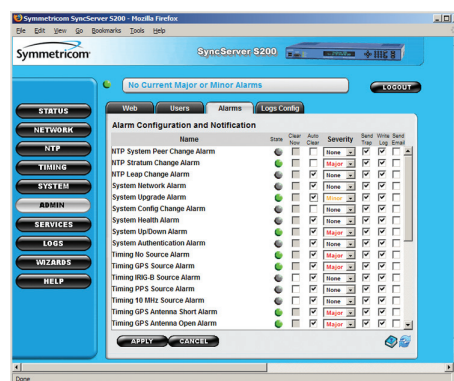 Symmetricom SyncServer S200 - Mozilla Firefox
File Edit View Go Bookmarks Tools Help
Symmetricom
SyncServer S200
No Current Major or Minor Alarms
LOGOUT
STATUS
NETWORK
NTP
TIMING
SYSTEM
ADMIN
SERVICES
LOGS
WIZARDS
HELP
Web Users Alarms Logs Config
Alarm Configuration and Notification
Name State Clear Now Auto Clear Severity Send Trap Write Log Send Email
NTP System Peer Change Alarm None
NTP Stratum Change Alarm Major
NTP Leap Change Alarm None
System Network Alarm None
System Upgrade Alarm Minor
System Config Change Alarm None
System Health Alarm None
System Up/Down Alarm Major
System Authentication Alarm None
Timing No Source Alarm Major
Timing GPS Source Alarm Major
Timing IRIG-B Source Alarm None
Timing PPS Source Alarm None
Timing 10 MHz Source Alarm None
Timing GPS Antenna Short Alarm Major
Timing GPS Antenna Open Alarm Major
APPLY CANCEL
Done